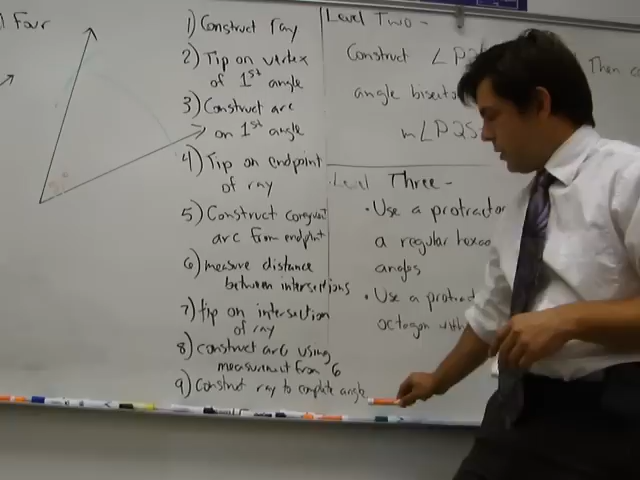 Four
1) Construct ray
2) Tip on vertex
of 1st angle
3) Construct arc
on 1st angle
4) Tip on endpoint
of ray
5) Construct congruent
arc from endpoint
6) measure distance
between intersections
7) tip on intersection
of ray
8) construct arc using
measurement from 6
9) Construct ray to complete angle
Level Two -
Construct ∠PQ
angle bisector
m∠PQS
Then
Level Three -
• Use a protractor
a regular hexag
angles
• Use a protract
octagon with